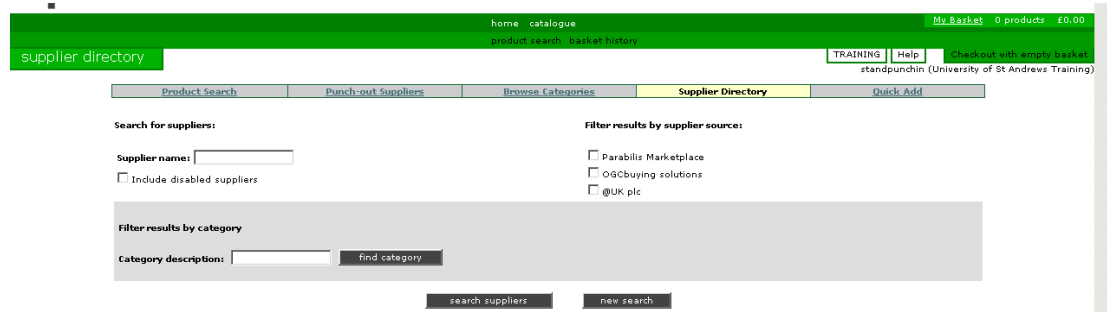 home catalogue
My Basket 0 products £0.00
product search basket history
supplier directory
TRAINING Help Checkout with empty basket
standpunchin (University of St Andrews Training)
Product Search Punch-out Suppliers Browse Categories Supplier Directory Quick Add
Search for suppliers: Filter results by supplier source:
Supplier name: Parabilis Marketplace
Include disabled suppliers OGCbuying solutions
@UK plc
Filter results by category
Category description: find category
search suppliers new search